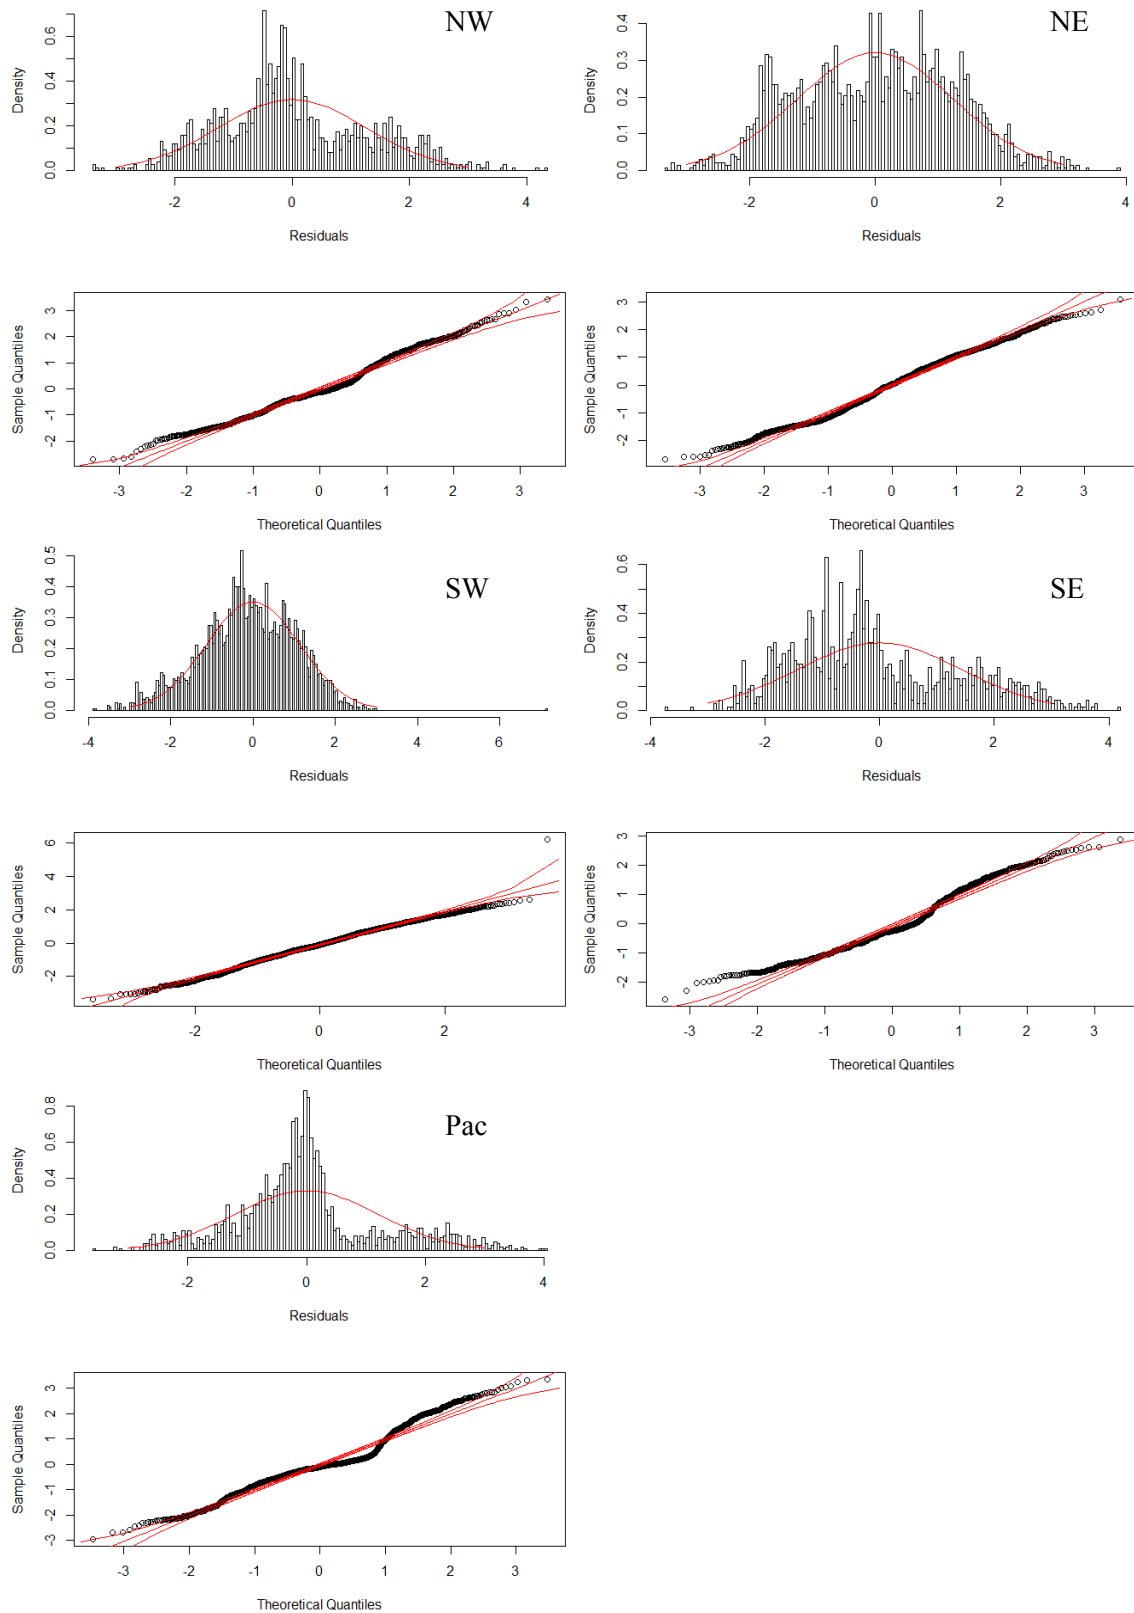 NW
Density
0.0 0.2 0.4 0.6
-2 0 2 4
Residuals
NE
Density
0.0 0.1 0.2 0.3 0.4
-2 0 2 4
Residuals
Sample Quantiles
-2 -1 0 1 2 3
-3 -2 -1 0 1 2 3
Theoretical Quantiles
Sample Quantiles
-2 -1 0 1 2 3
-3 -2 -1 0 1 2 3
Theoretical Quantiles
SW
Density
0.0 0.1 0.2 0.3 0.4 0.5
-4 -2 0 2 4 6
Residuals
SE
Density
0.0 0.2 0.4 0.6
-4 -2 0 2 4
Residuals
Sample Quantiles
-2 0 2 4 6
-2 0 2
Theoretical Quantiles
Sample Quantiles
-2 -1 0 1 2 3
-3 -2 -1 0 1 2 3
Theoretical Quantiles
Pac
Density
0.0 0.2 0.4 0.6 0.8
-2 0 2 4
Residuals
Sample Quantiles
-3 -2 -1 0 1 2 3
-3 -2 -1 0 1 2 3
Theoretical Quantiles